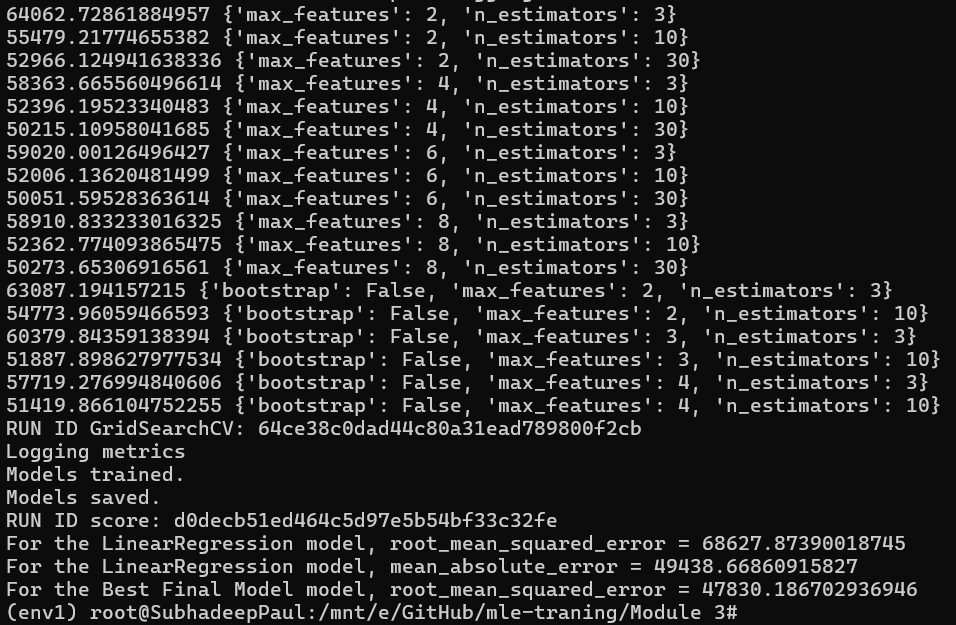 64062.72861884957 {'max_features': 2, 'n_estimators': 3}
55479.21774655382 {'max_features': 2, 'n_estimators': 10}
52966.124941638336 {'max_features': 2, 'n_estimators': 30}
58363.665560496614 {'max_features': 4, 'n_estimators': 3}
52396.19523340483 {'max_features': 4, 'n_estimators': 10}
50215.10958041685 {'max_features': 4, 'n_estimators': 30}
59020.00126496427 {'max_features': 6, 'n_estimators': 3}
52006.13620481499 {'max_features': 6, 'n_estimators': 10}
50051.59528363614 {'max_features': 6, 'n_estimators': 30}
58910.833233016325 {'max_features': 8, 'n_estimators': 3}
52362.774093865475 {'max_features': 8, 'n_estimators': 10}
50273.65306916561 {'max_features': 8, 'n_estimators': 30}
63087.194157215 {'bootstrap': False, 'max_features': 2, 'n_estimators': 3}
54773.96059466593 {'bootstrap': False, 'max_features': 2, 'n_estimators': 10}
60379.84359138394 {'bootstrap': False, 'max_features': 3, 'n_estimators': 3}
51887.898627977534 {'bootstrap': False, 'max_features': 3, 'n_estimators': 10}
57719.276994840606 {'bootstrap': False, 'max_features': 4, 'n_estimators': 3}
51419.866104752255 {'bootstrap': False, 'max_features': 4, 'n_estimators': 10}
RUN ID GridSearchCV: 64ce38c0dad44c80a31ead789800f2cb
Logging metrics
Models trained.
Models saved.
RUN ID score: d0decb51ed464c5d97e5b54bf33c32fe
For the LinearRegression model, root_mean_squared_error = 68627.87390018745
For the LinearRegression model, mean_absolute_error = 49438.66860915827
For the Best Final Model model, root_mean_squared_error = 47830.186702936946
(env1) root@SubhadeepPaul:/mnt/e/GitHub/mle-traning/Module 3#